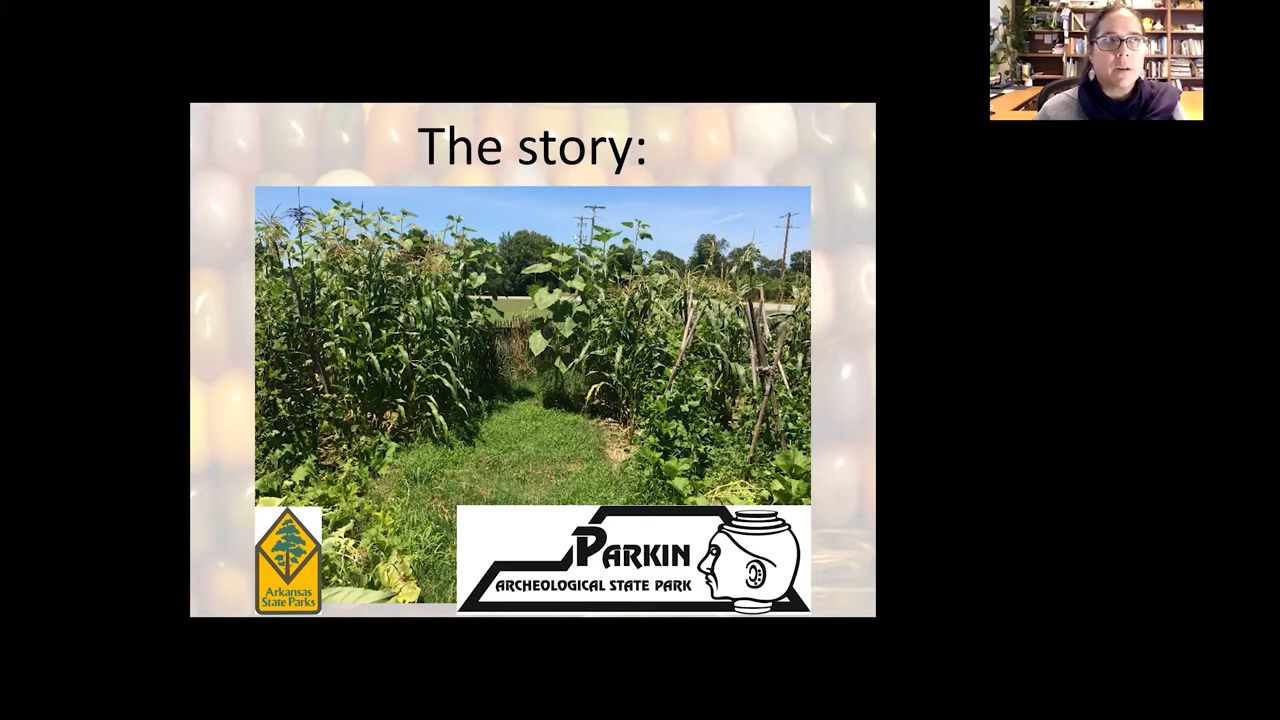 The story:
Arkansas
State Parks
PARKIN
ARCHEOLOGICAL STATE PARK